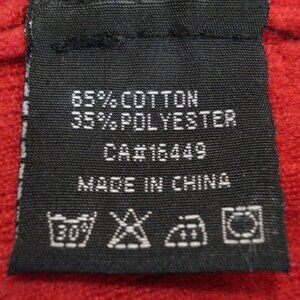 65% COTTON
35% POLYESTER
CA#16449
MADE IN CHINA
30°